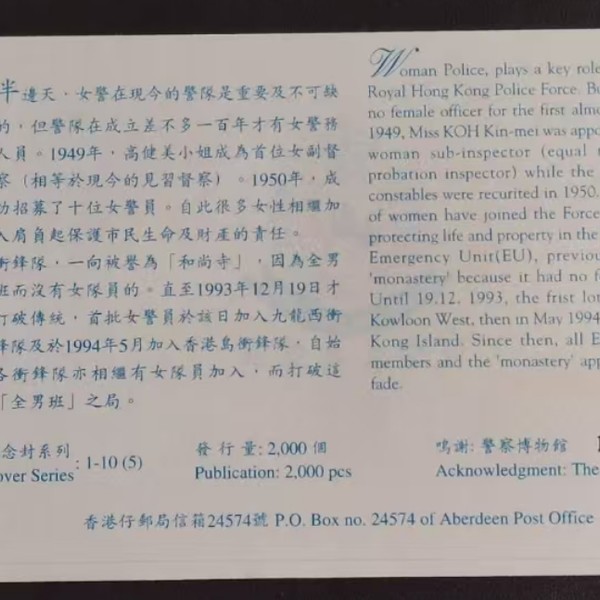 半邊天，女警在現今的警隊是重要及不可缺
的，但警隊在成立差不多一百年才有女警務
人員。1949年，高健美小姐成為首位女副督
察（相等於現今的見習督察）。1950年，成
功招募了十位女警員。自此很多女性相繼加
入肩負起保護市民生命及財產的責任。
衝鋒隊，一向被譽為「和尚寺」，因為全男
班而沒有女隊員的。直至1993年12月19日才
打破傳統，首批女警員於該日加入九龍西衝
鋒隊及於1994年5月加入香港島衝鋒隊，自始
各衝鋒隊亦相繼有女隊員加入，而打破這
「全男班」之局。
Woman Police, plays a key role
Royal Hong Kong Police Force. Bu
no female officer for the first almo
1949, Miss KOH Kin-mei was appo
woman sub-inspector (equal
probation inspector) while the
constables were recurited in 1950.
of women have joined the Force
protecting life and property in the
Emergency Unit(EU), previou
'monastery' because it had no f
Until 19.12. 1993, the frist lot
Kowloon West, then in May 1994
Kong Island. Since then, all E
members and the 'monastery' app
fade.
念封系列
over Series : 1-10 (5)
發行量: 2,000 個
Publication: 2,000 pcs
鳴謝: 警察博物館
Acknowledgment: The
香港仔郵局信箱24574號 P.O. Box no. 24574 of Aberdeen Post Office